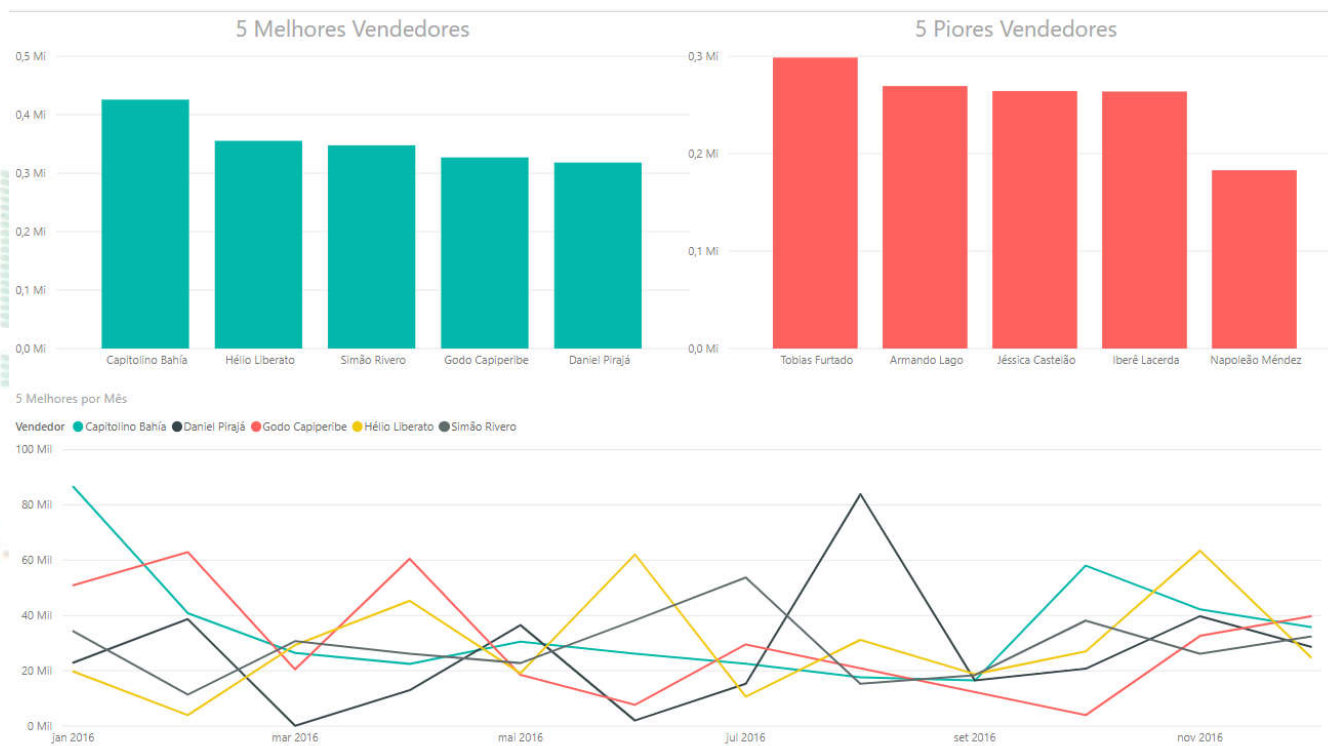 5 Melhores Vendedores
0,5 Mi
0,4 Mi
0,3 Mi
0,2 Mi
0,1 Mi
0,0 Mi
Capitolino Bahía Hélio Liberato Simão Rivero Godo Capiperibe Daniel Pirajá
5 Piores Vendedores
0,3 Mi
0,2 Mi
0,1 Mi
0,0 Mi
Tobias Furtado Armando Lago Jéssica Castelão Iberê Lacerda Napoleão Méndez
5 Melhores por Mês
Vendedor Capitolino Bahía Daniel Pirajá Godo Capiperibe Hélio Liberato Simão Rivero
100 Mil
80 Mil
60 Mil
40 Mil
20 Mil
0 Mil
jan 2016 mar 2016 mai 2016 jul 2016 set 2016 nov 2016